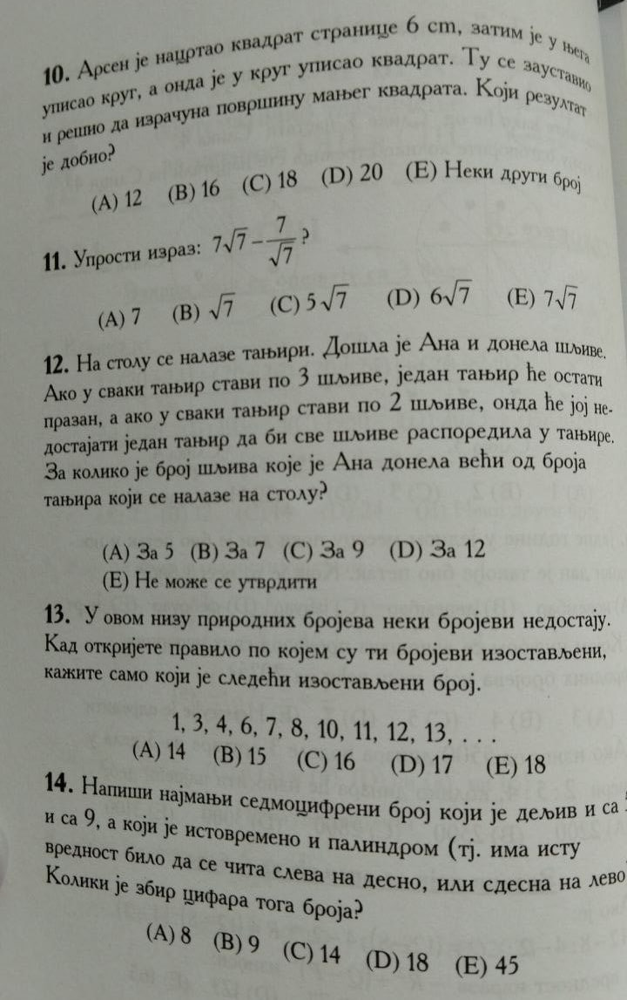 10. Арсен је нацртао квадрат странице 6 cm, затим је у њега
уписао круг, а онда је у круг уписао квадрат. Ту се зауставио
и решио да израчуна површину мањег квадрата. Који резултат
је добио?
(A) 12 (B) 16 (C) 18 (D) 20 (E) Неки други број
11. Упрости израз: 7√7 − 7/√7 ?
(A) 7 (B) √7 (C) 5√7 (D) 6√7 (E) 7√7
12. На столу се налазе тањири. Дошла је Ана и донела шљиве.
Ако у сваки тањир стави по 3 шљиве, један тањир ће остати
празан, а ако у сваки тањир стави по 2 шљиве, онда ће јој не-
достајати један тањир да би све шљиве распоредила у тањире.
За колико је број шљива које је Ана донела већи од броја
тањира који се налазе на столу?
(A) За 5 (B) За 7 (C) За 9 (D) За 12
(E) Не може се утврдити
13. У овом низу природних бројева неки бројеви недостају.
Кад откријете правило по којем су ти бројеви изостављени,
кажите само који је следећи изостављени број.
1, 3, 4, 6, 7, 8, 10, 11, 12, 13, . . .
(A) 14 (B) 15 (C) 16 (D) 17 (E) 18
14. Напиши најмањи седмоцифрени број који је дељив и са
и са 9, а који је истовремено и палиндром (тј. има исту
вредност било да се чита слева на десно, или сдесна на лево
Колики је збир цифара тога броја?
(A) 8 (B) 9 (C) 14 (D) 18 (E) 45